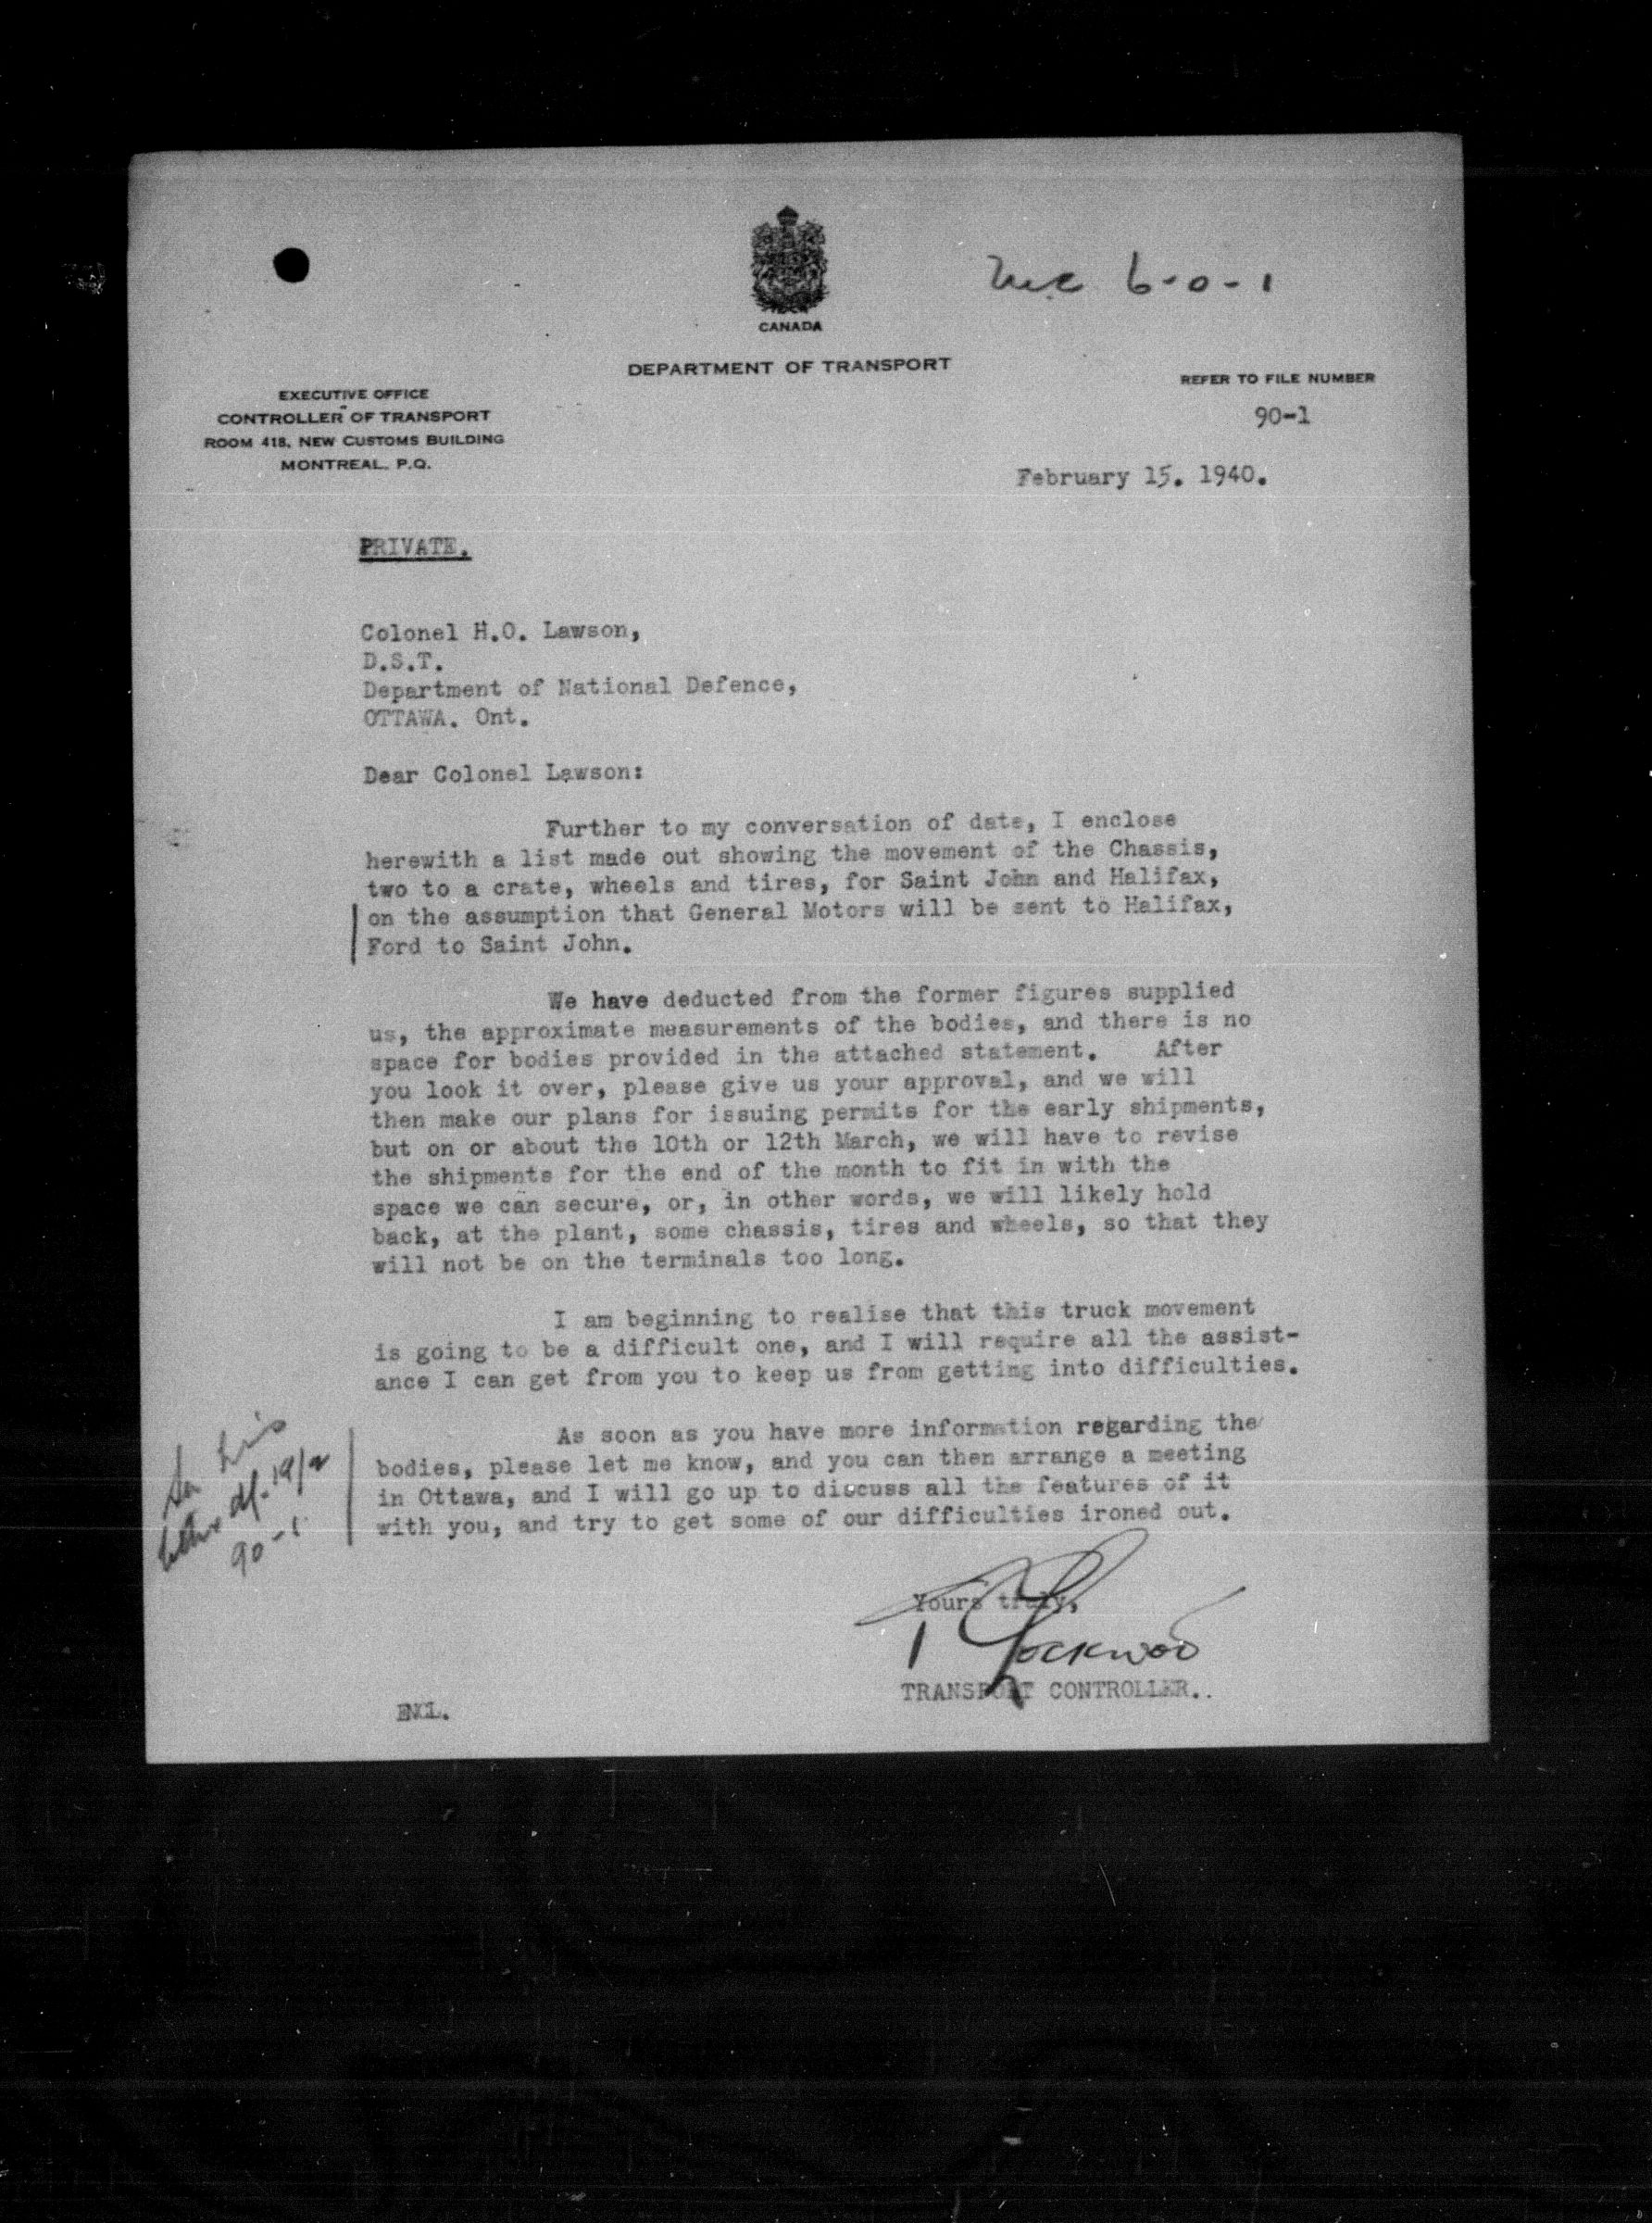 CANADA
6-0-1
DEPARTMENT OF TRANSPORT
REFER TO FILE NUMBER
90-1
EXECUTIVE OFFICE
CONTROLLER OF TRANSPORT
ROOM 418, NEW CUSTOMS BUILDING
MONTREAL. P.Q.
February 15. 1940.
PRIVATE.
Colonel H.O. Lawson,
D.S.T.
Department of National Defence,
OTTAWA. Ont.
Dear Colonel Lawson:
Further to my conversation of date, I enclose
herewith a list made out showing the movement of the Chassis,
two to a crate, wheels and tires, for Saint John and Halifax,
on the assumption that General Motors will be sent to Halifax,
Ford to Saint John.
We have deducted from the former figures supplied
us, the approximate measurements of the bodies, and there is no
space for bodies provided in the attached statement. After
you look it over, please give us your approval, and we will
then make our plans for issuing permits for the early shipments,
but on or about the 10th or 12th March, we will have to revise
the shipments for the end of the month to fit in with the
space we can secure, or, in other words, we will likely hold
back, at the plant, some chassis, tires and wheels, so that they
will not be on the terminals too long.
I am beginning to realise that this truck movement
is going to be a difficult one, and I will require all the assist-
ance I can get from you to keep us from getting into difficulties.
As soon as you have more information regarding the
bodies, please let me know, and you can then arrange a meeting
in Ottawa, and I will go up to discuss all the features of it
with you, and try to get some of our difficulties ironed out.
his
19/2
90-1
Yours truly,
Lockwood
TRANSPORT CONTROLLER..
ENCL.